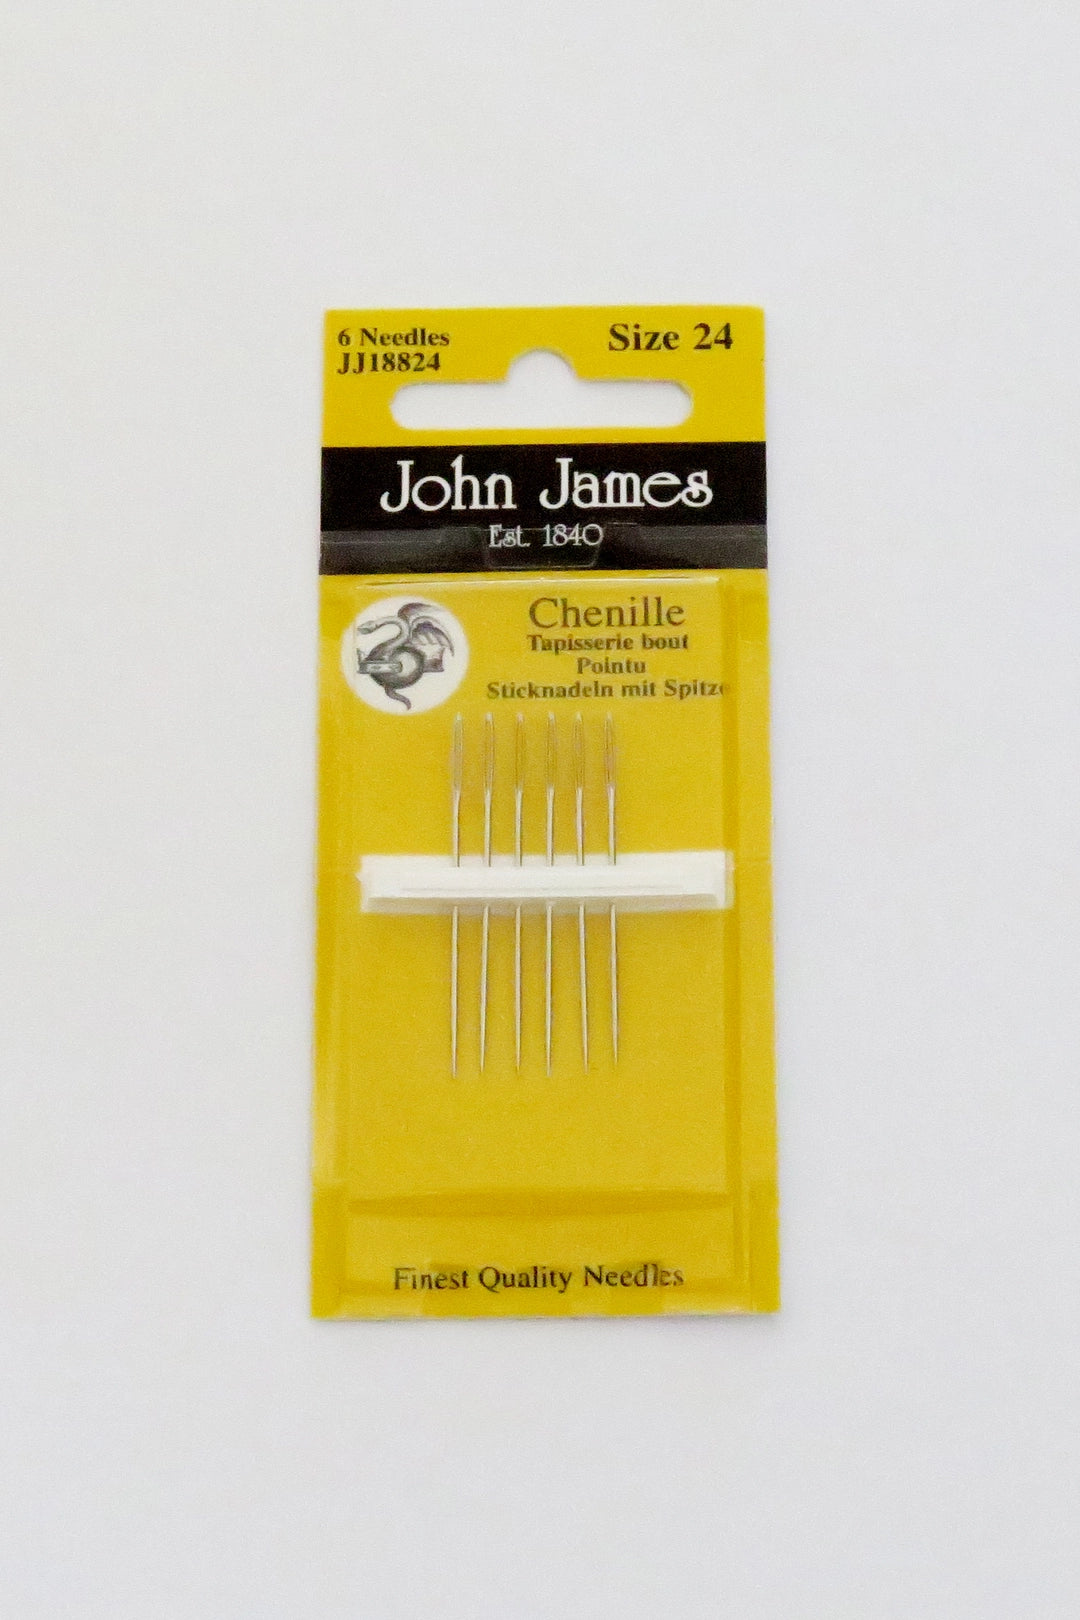 6 Needles
JJ18824
Size 24
John James
Est. 1840
Chenille
Tapisserie bout
Pointu
Sticknadeln mit Spitze
Finest Quality Needles